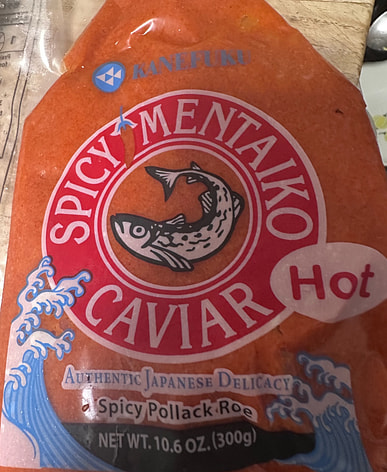 KANEFUKU
SPICY MENTAIKO
CAVIAR
Hot
AUTHENTIC JAPANESE DELICACY
Spicy Pollack Roe
NET WT. 10.6 OZ. (300g)